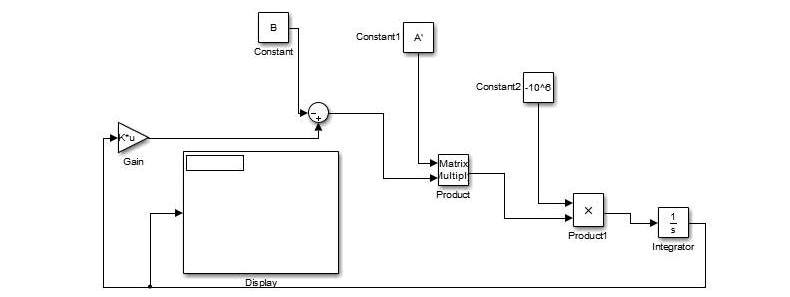 B
Constant
Constant1
A'
Constant2
-10^6
-
+
K*u
Gain
Matrix
Multipl
Product
×
Product1
1
s
Integrator
Display